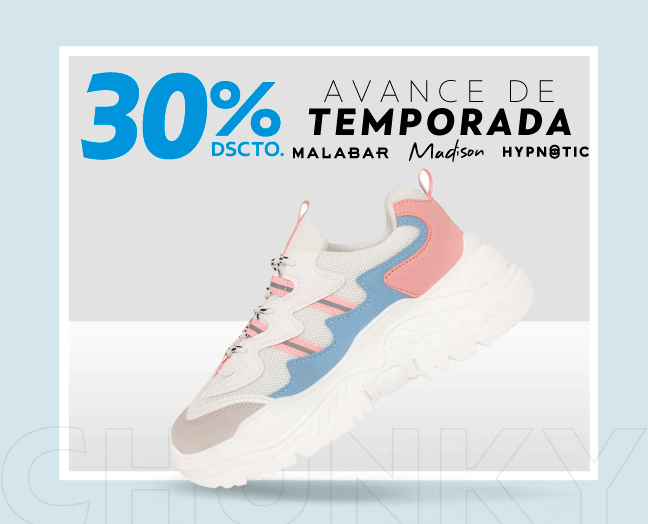 30%
DSCTO.
AVANCE DE
TEMPORADA
MALABAR Madison HYPNOTIC
CHUNKY